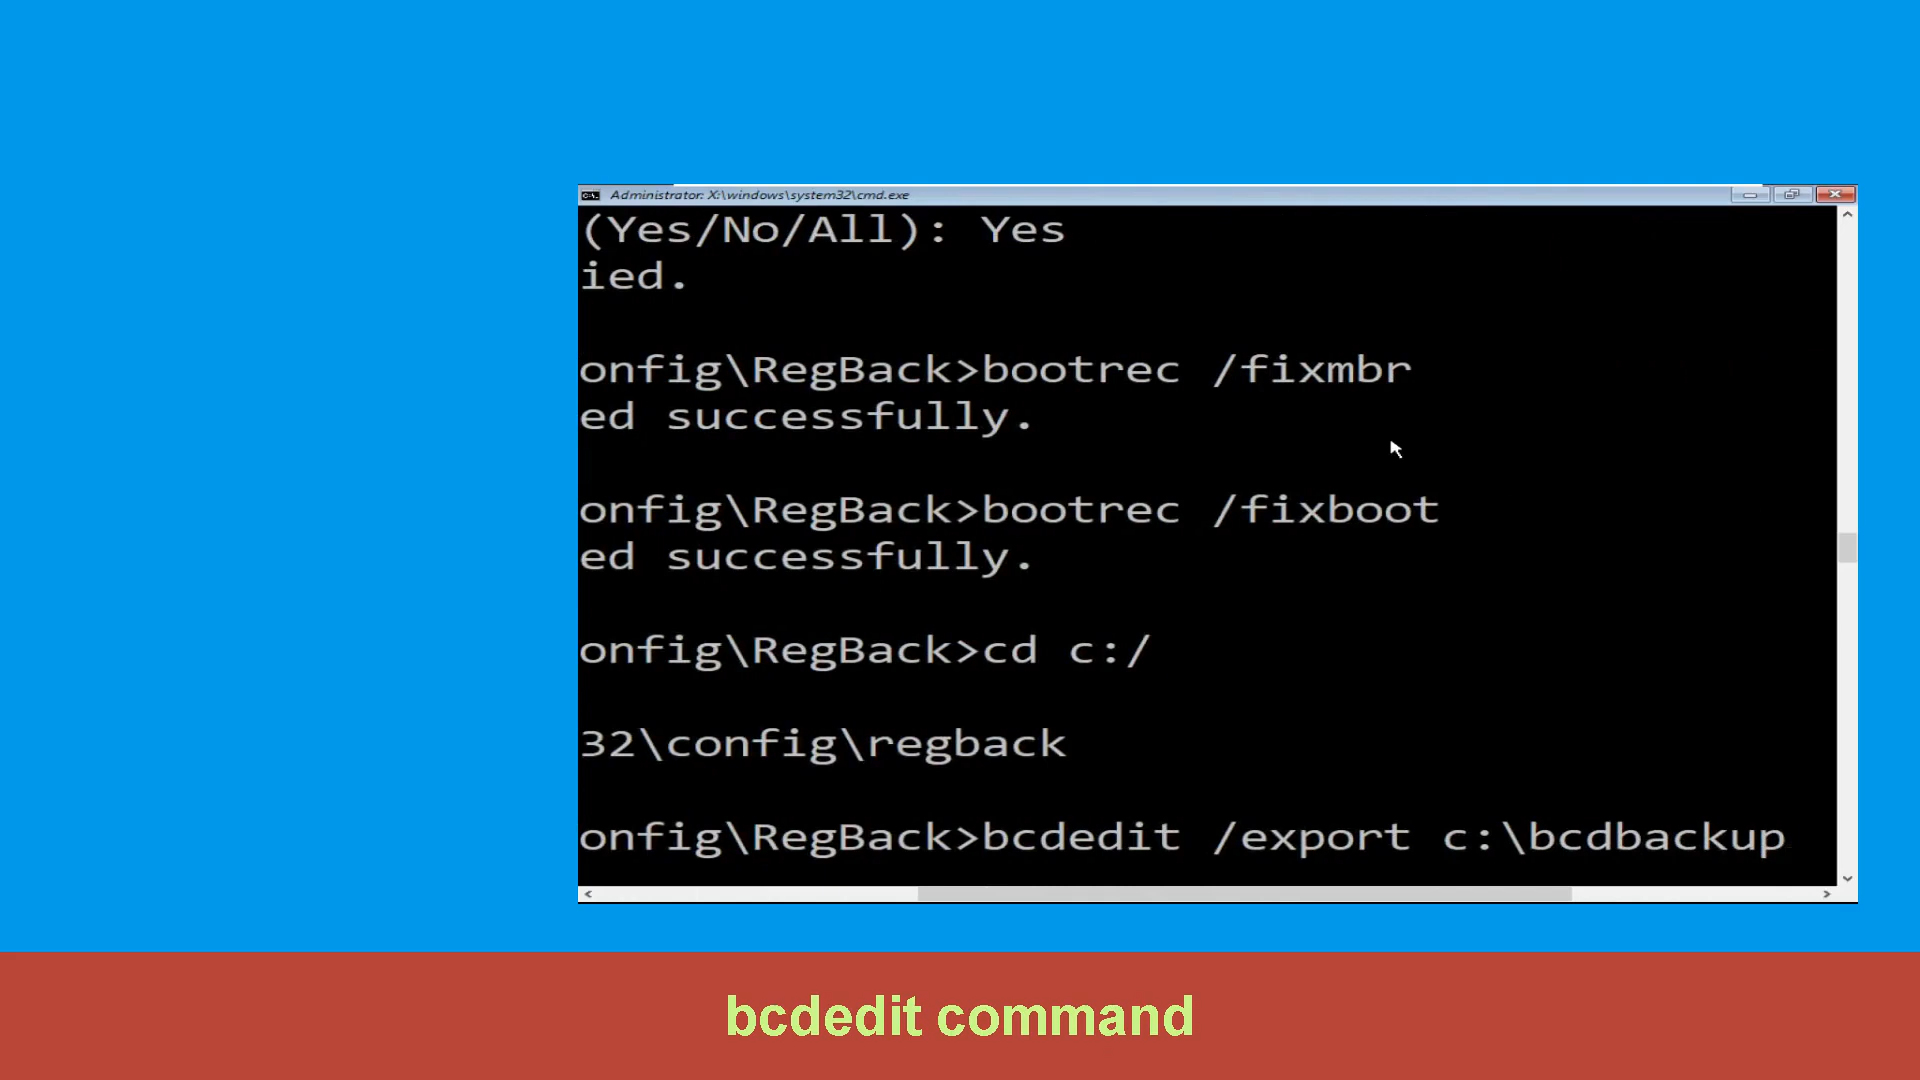 Administrator: X:\windows\system32\cmd.exe
(Yes/No/All): Yes
ied.
onfig\RegBack>bootrec /fixmbr
ed successfully.
onfig\RegBack>bootrec /fixboot
ed successfully.
onfig\RegBack>cd c:/
32\config\regback
onfig\RegBack>bcdedit /export c:\bcdbackup
bcdedit command